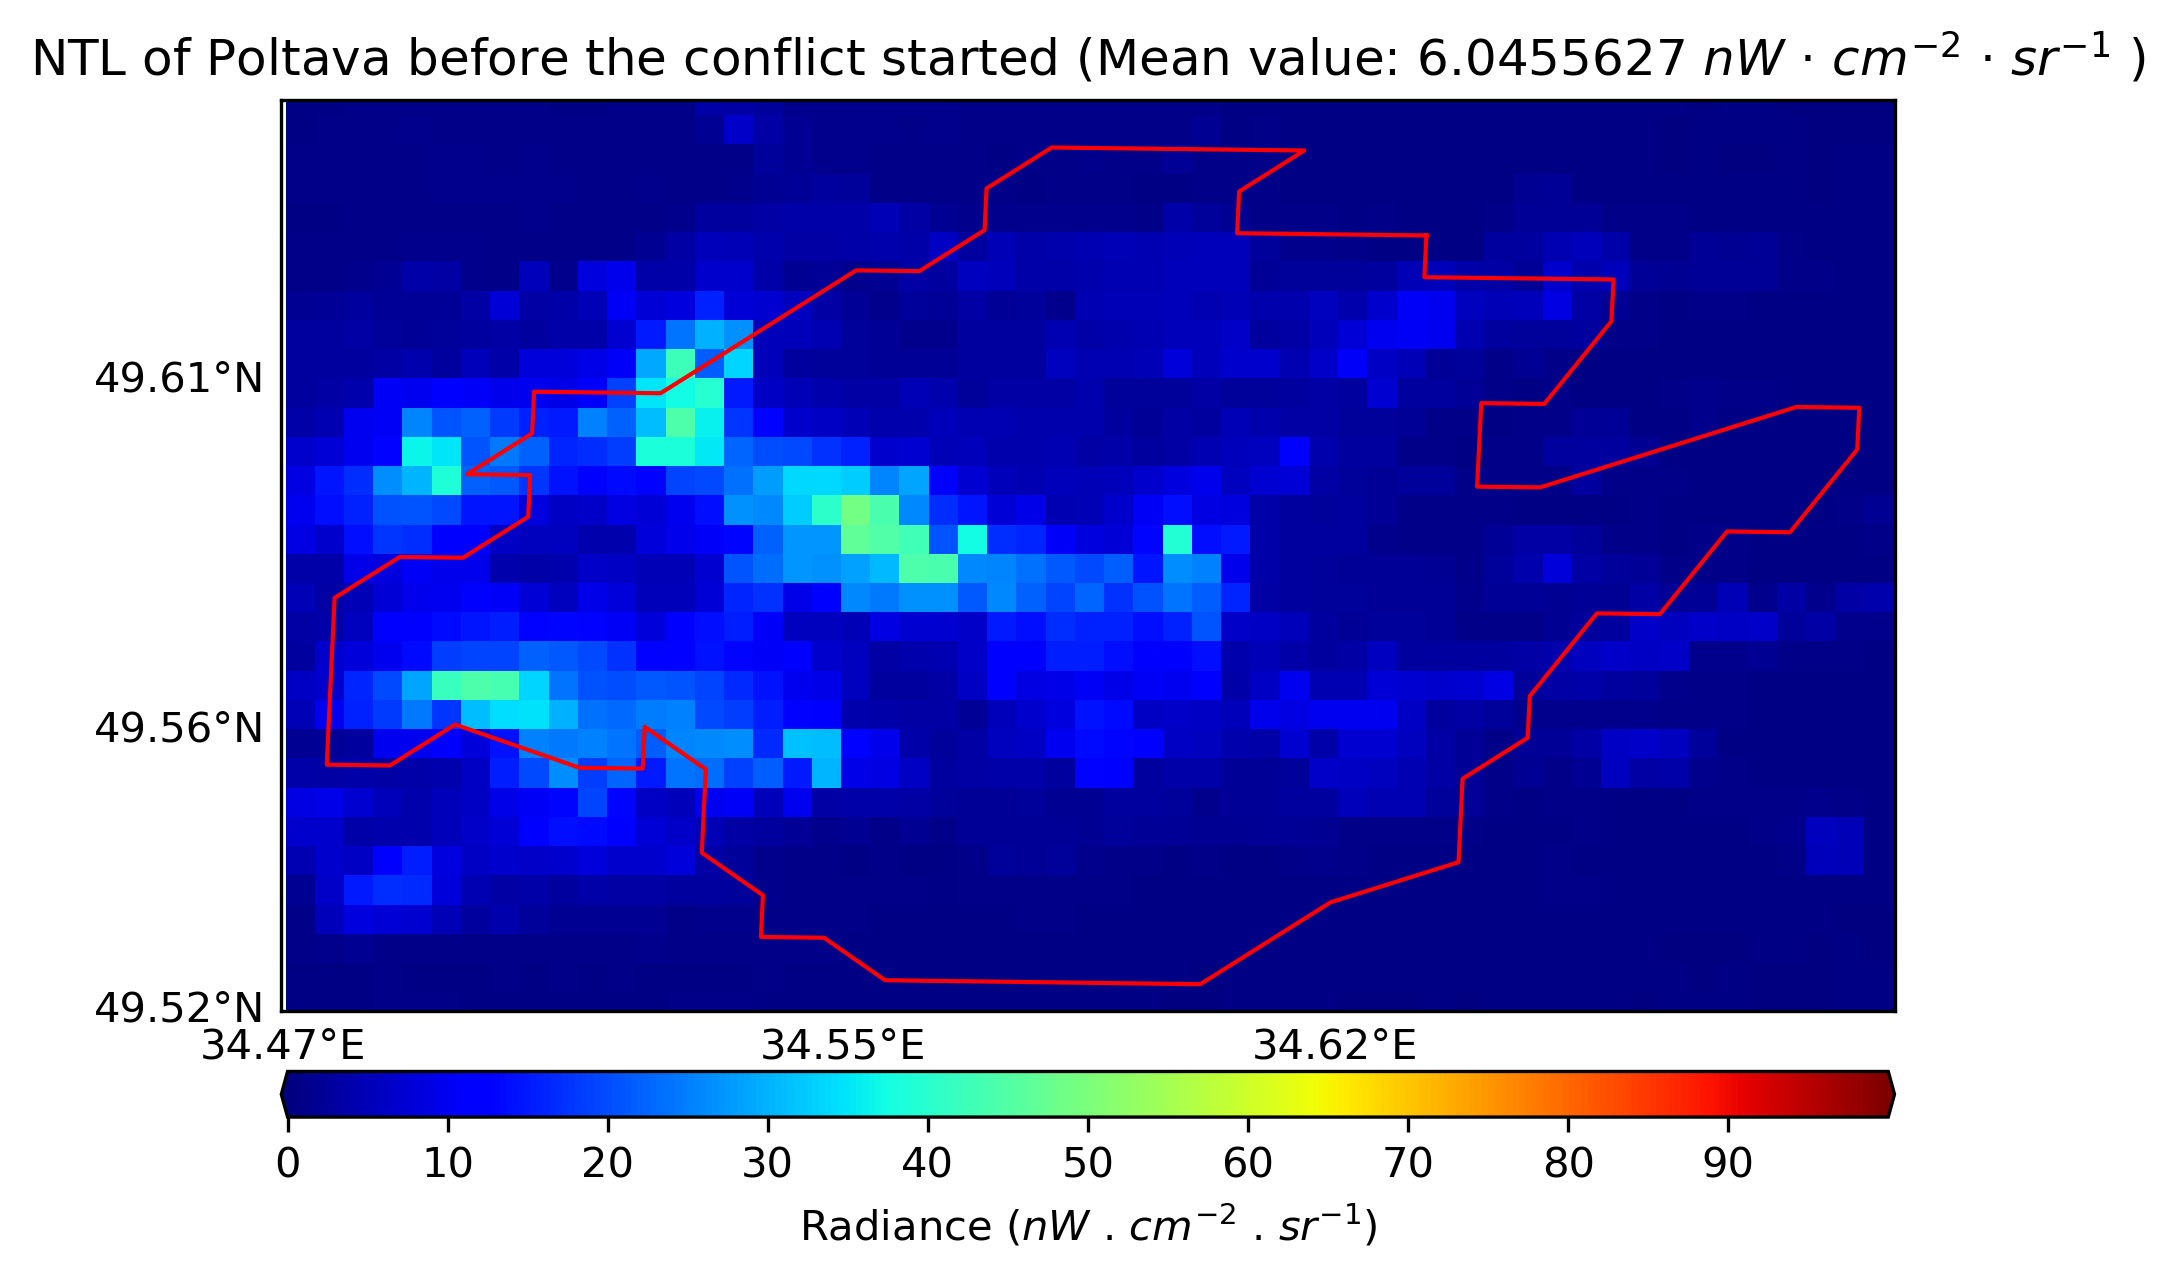 NTL of Poltava before the conflict started (Mean value: 6.0455627 nW · cm⁻² · sr⁻¹ )
49.61°N
49.56°N
49.52°N
34.47°E 34.55°E 34.62°E
0 10 20 30 40 50 60 70 80 90
Radiance (nW . cm⁻² . sr⁻¹)